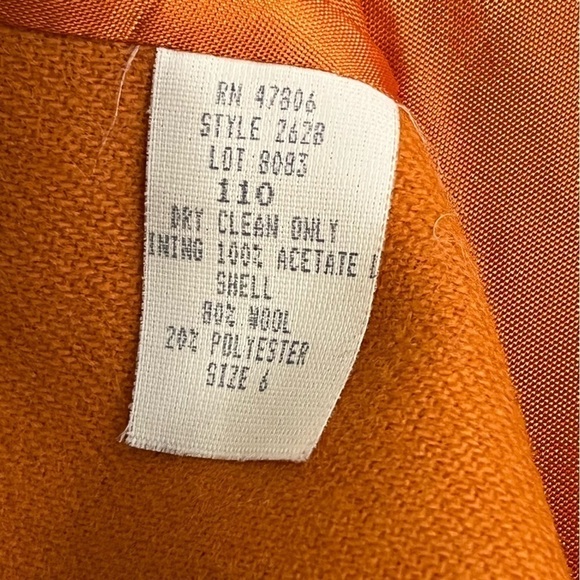 RN 47806
STYLE 2628
LOT 8083
110
DRY CLEAN ONLY
INING 100% ACETATE L
SHELL
80% WOOL
20% POLYESTER
SIZE 6